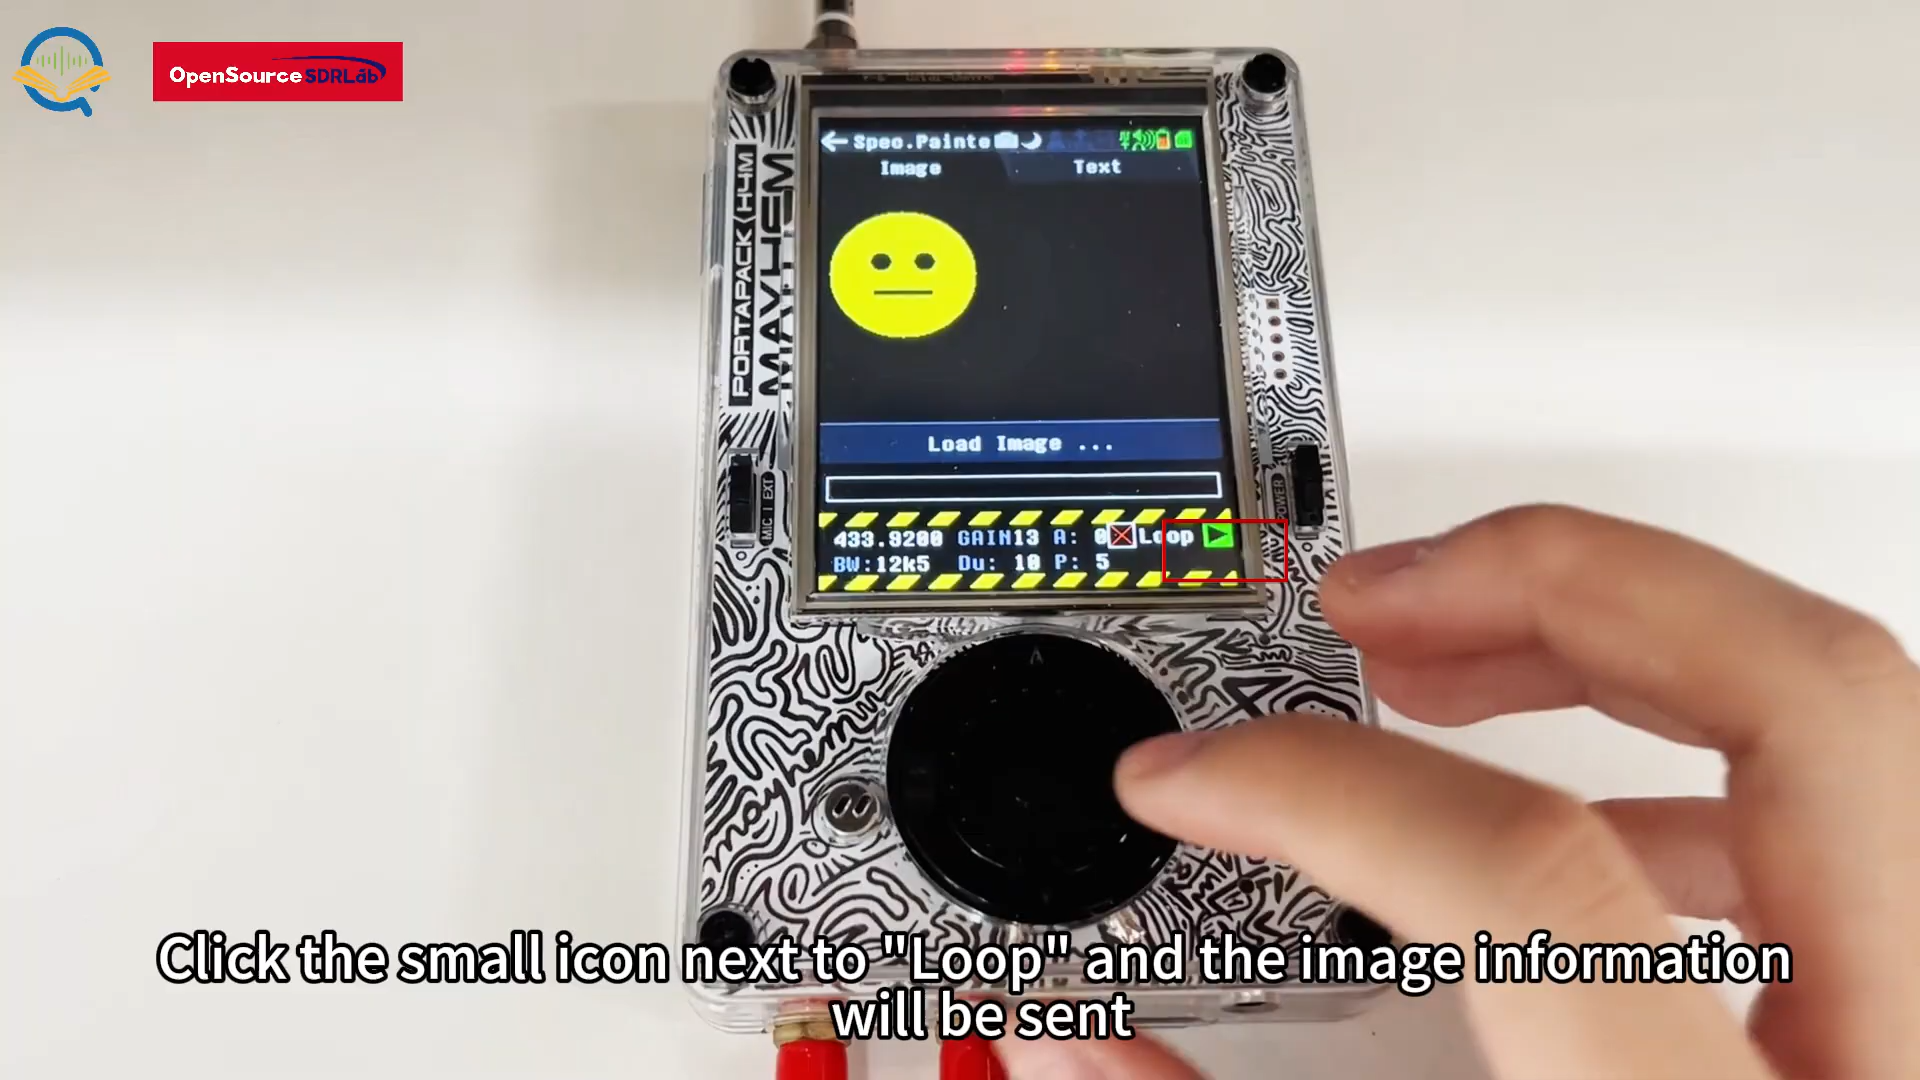 OpenSource SDRLab
Spec.Painte
Image
Text
PORTAPACK (H4M
MAYHEM
Load Image ...
MIC | EXT
POWER
433.9200 GAIN13 A: 0 Loop
BW:12k5 Du: 10 P: 5
Click the small icon next to "Loop" and the image information
will be sent